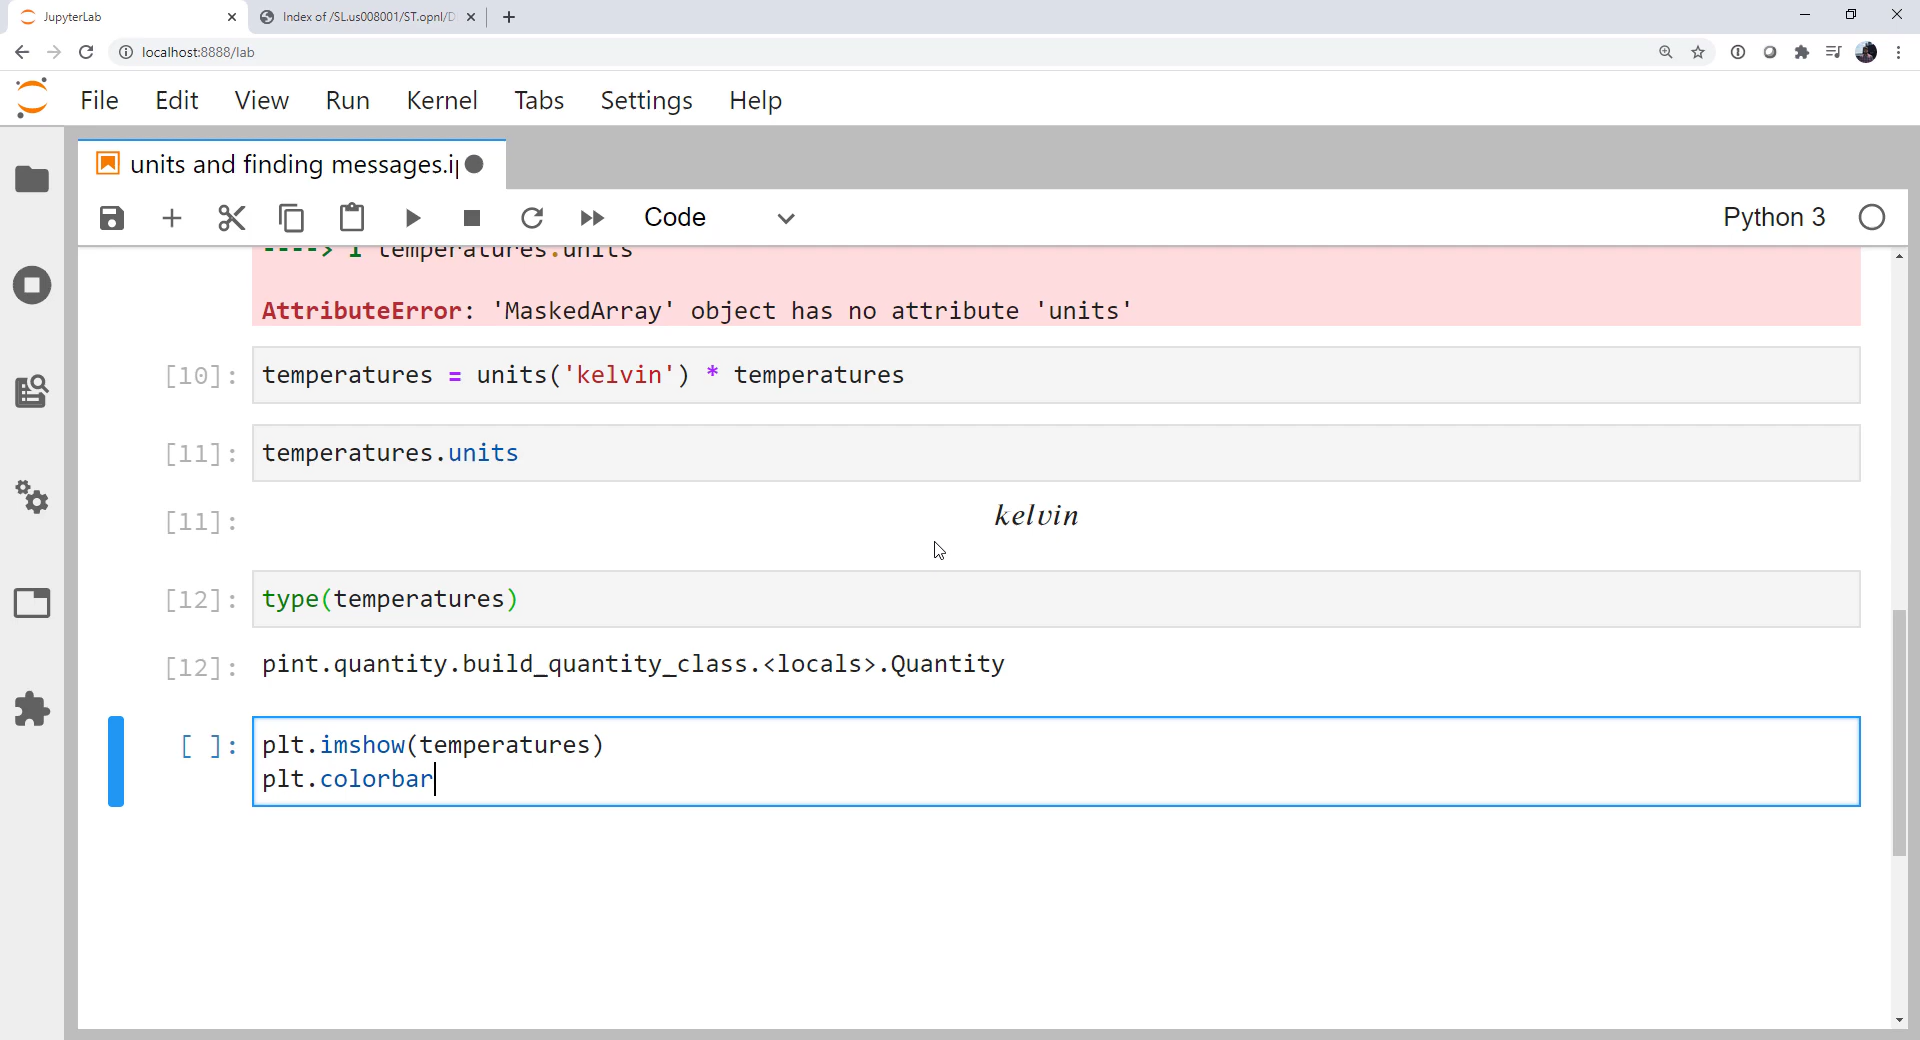 JupyterLab
Index of /SL.us008001/ST.opnl/D
localhost:8888/lab
File Edit View Run Kernel Tabs Settings Help
units and finding messages.ip
Code
Python 3
----> 1 temperatures.units
AttributeError: 'MaskedArray' object has no attribute 'units'
[10]: temperatures = units('kelvin') * temperatures
[11]: temperatures.units
[11]: kelvin
[12]: type(temperatures)
[12]: pint.quantity.build_quantity_class.<locals>.Quantity
[ ]: plt.imshow(temperatures)
plt.colorbar